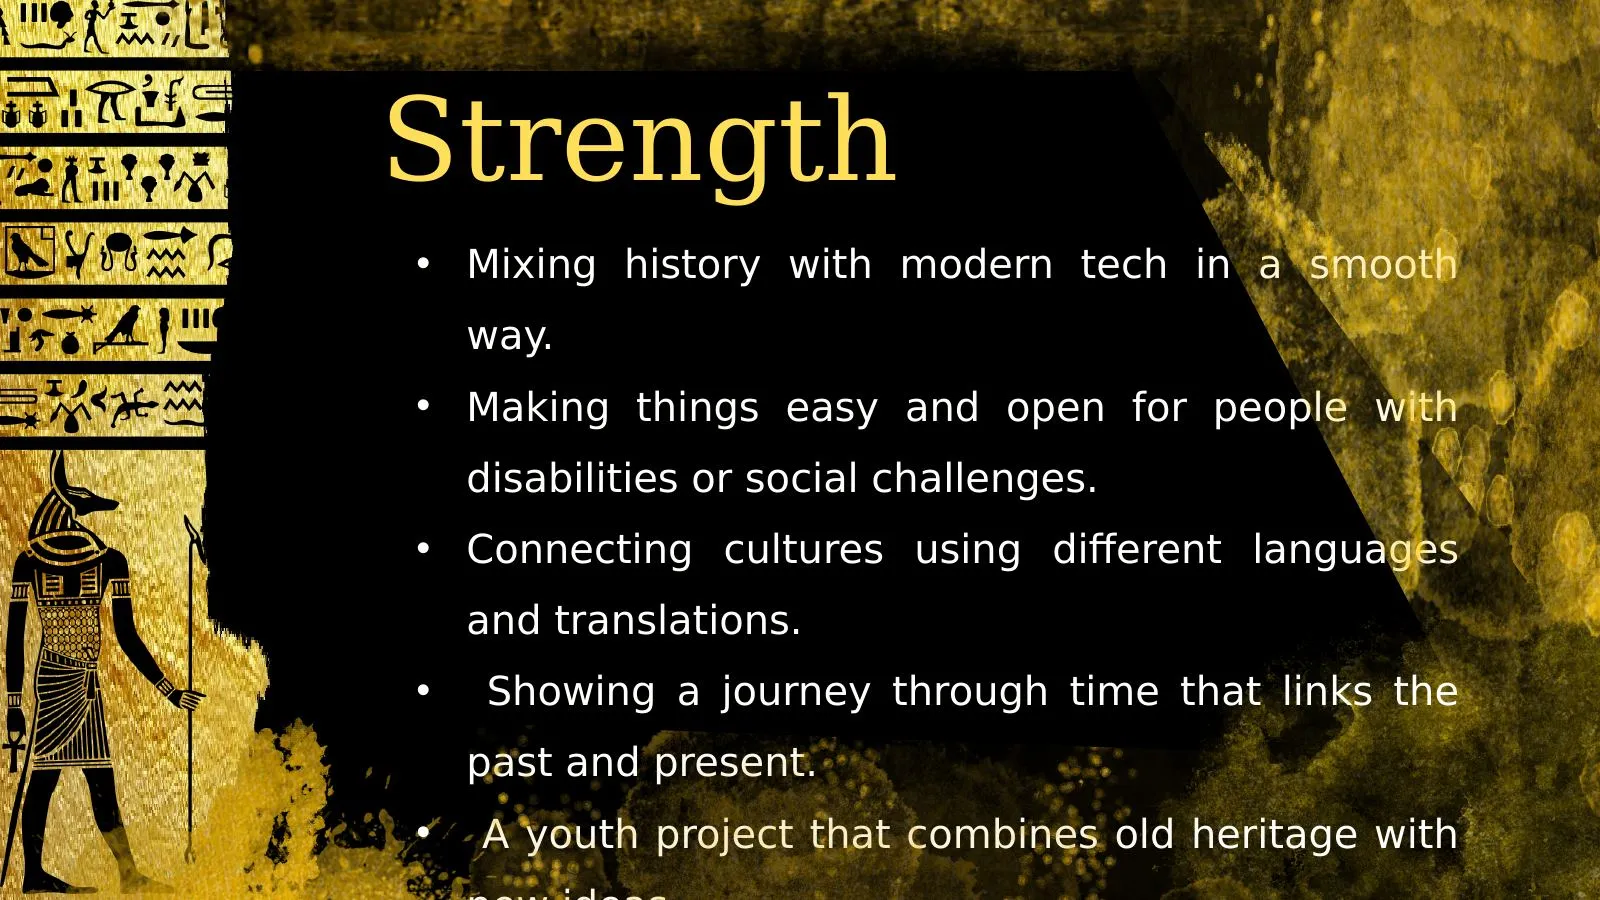 Strength
• Mixing history with modern tech in a smooth
way.
• Making things easy and open for people with
disabilities or social challenges.
• Connecting cultures using different languages
and translations.
• Showing a journey through time that links the
past and present.
• A youth project that combines old heritage with
new ideas.